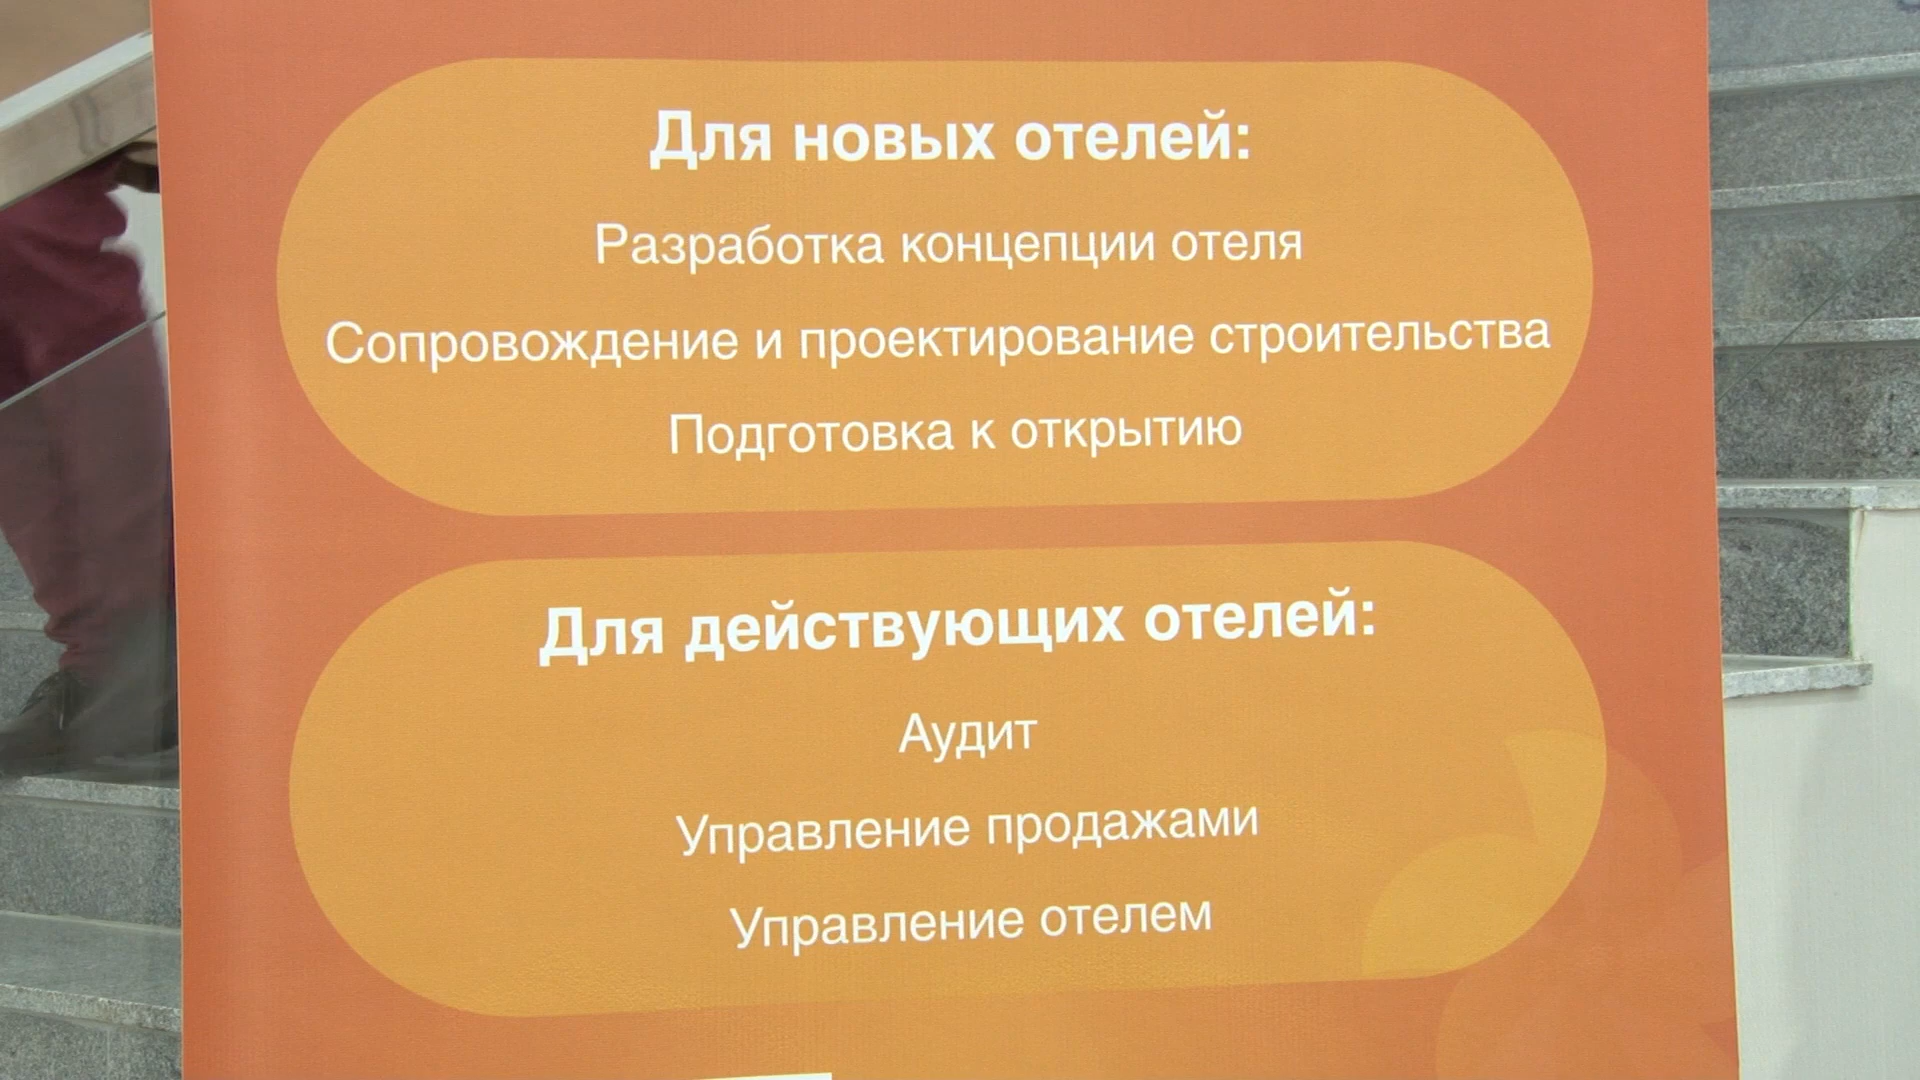 Для новых отелей:
Разработка концепции отеля
Сопровождение и проектирование строительства
Подготовка к открытию
Для действующих отелей:
Аудит
Управление продажами
Управление отелем